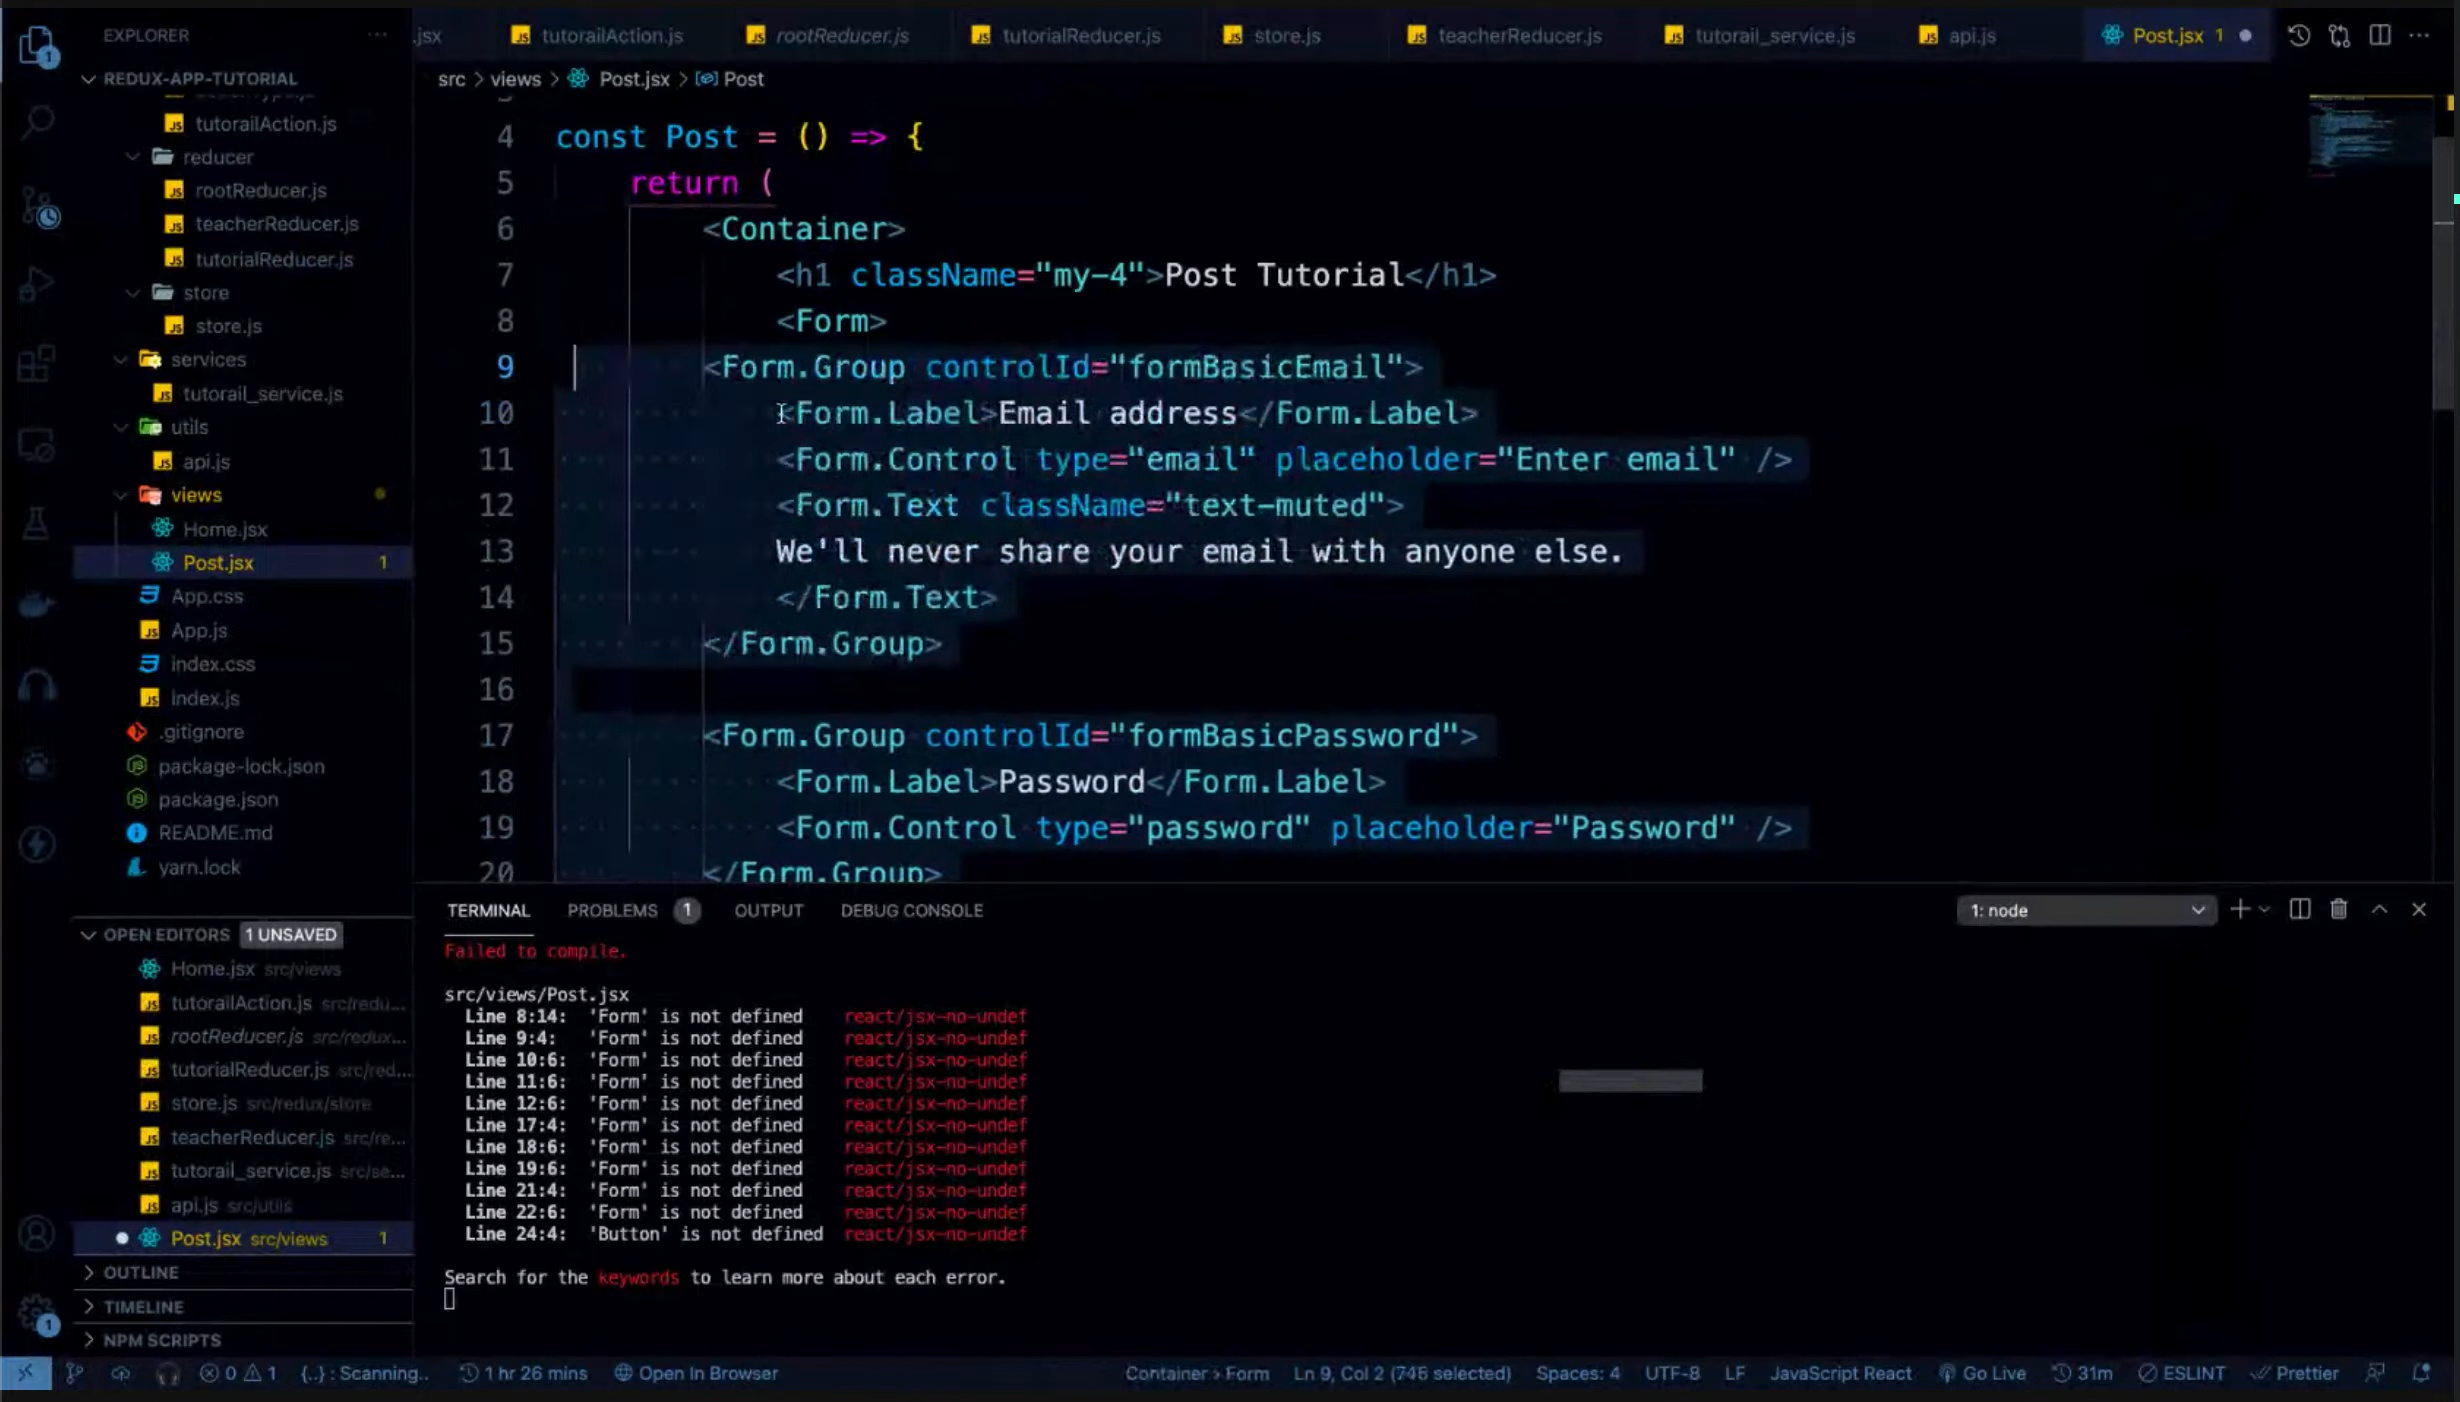 EXPLORER
REDUX-APP-TUTORIAL
tutorailAction.js
reducer
rootReducer.js
teacherReducer.js
tutorialReducer.js
store
store.js
services
tutorail_service.js
utils
api.js
views
Home.jsx
Post.jsx 1
App.css
App.js
index.css
index.js
.gitignore
package-lock.json
package.json
README.md
yarn.lock
OPEN EDITORS 1 UNSAVED
Home.jsx src/views
tutorailAction.js src/redu...
rootReducer.js src/redux...
tutorialReducer.js src/red...
store.js src/redux/store
teacherReducer.js src/re...
tutorail_service.js src/se...
api.js src/utils
Post.jsx src/views 1
OUTLINE
TIMELINE
NPM SCRIPTS
.jsx tutorailAction.js rootReducer.js tutorialReducer.js store.js teacherReducer.js tutorail_service.js api.js Post.jsx 1
src > views > Post.jsx > Post
4 const Post = () => {
5 return (
6 <Container>
7 <h1 className="my-4">Post Tutorial</h1>
8 <Form>
9 <Form.Group controlId="formBasicEmail">
10 <Form.Label>Email address</Form.Label>
11 <Form.Control type="email" placeholder="Enter email" />
12 <Form.Text className="text-muted">
13 We'll never share your email with anyone else.
14 </Form.Text>
15 </Form.Group>
16
17 <Form.Group controlId="formBasicPassword">
18 <Form.Label>Password</Form.Label>
19 <Form.Control type="password" placeholder="Password" />
20 </Form.Group>
TERMINAL PROBLEMS 1 OUTPUT DEBUG CONSOLE 1: node
Failed to compile.
src/views/Post.jsx
Line 8:14: 'Form' is not defined react/jsx-no-undef
Line 9:4: 'Form' is not defined react/jsx-no-undef
Line 10:6: 'Form' is not defined react/jsx-no-undef
Line 11:6: 'Form' is not defined react/jsx-no-undef
Line 12:6: 'Form' is not defined react/jsx-no-undef
Line 17:4: 'Form' is not defined react/jsx-no-undef
Line 18:6: 'Form' is not defined react/jsx-no-undef
Line 19:6: 'Form' is not defined react/jsx-no-undef
Line 21:4: 'Form' is not defined react/jsx-no-undef
Line 22:6: 'Form' is not defined react/jsx-no-undef
Line 24:4: 'Button' is not defined react/jsx-no-undef
Search for the keywords to learn more about each error.
0 1 {..} : Scanning.. 1 hr 26 mins Open In Browser Container > Form Ln 9, Col 2 (745 selected) Spaces: 4 UTF-8 LF JavaScript React Go Live 31m ESLINT Prettier